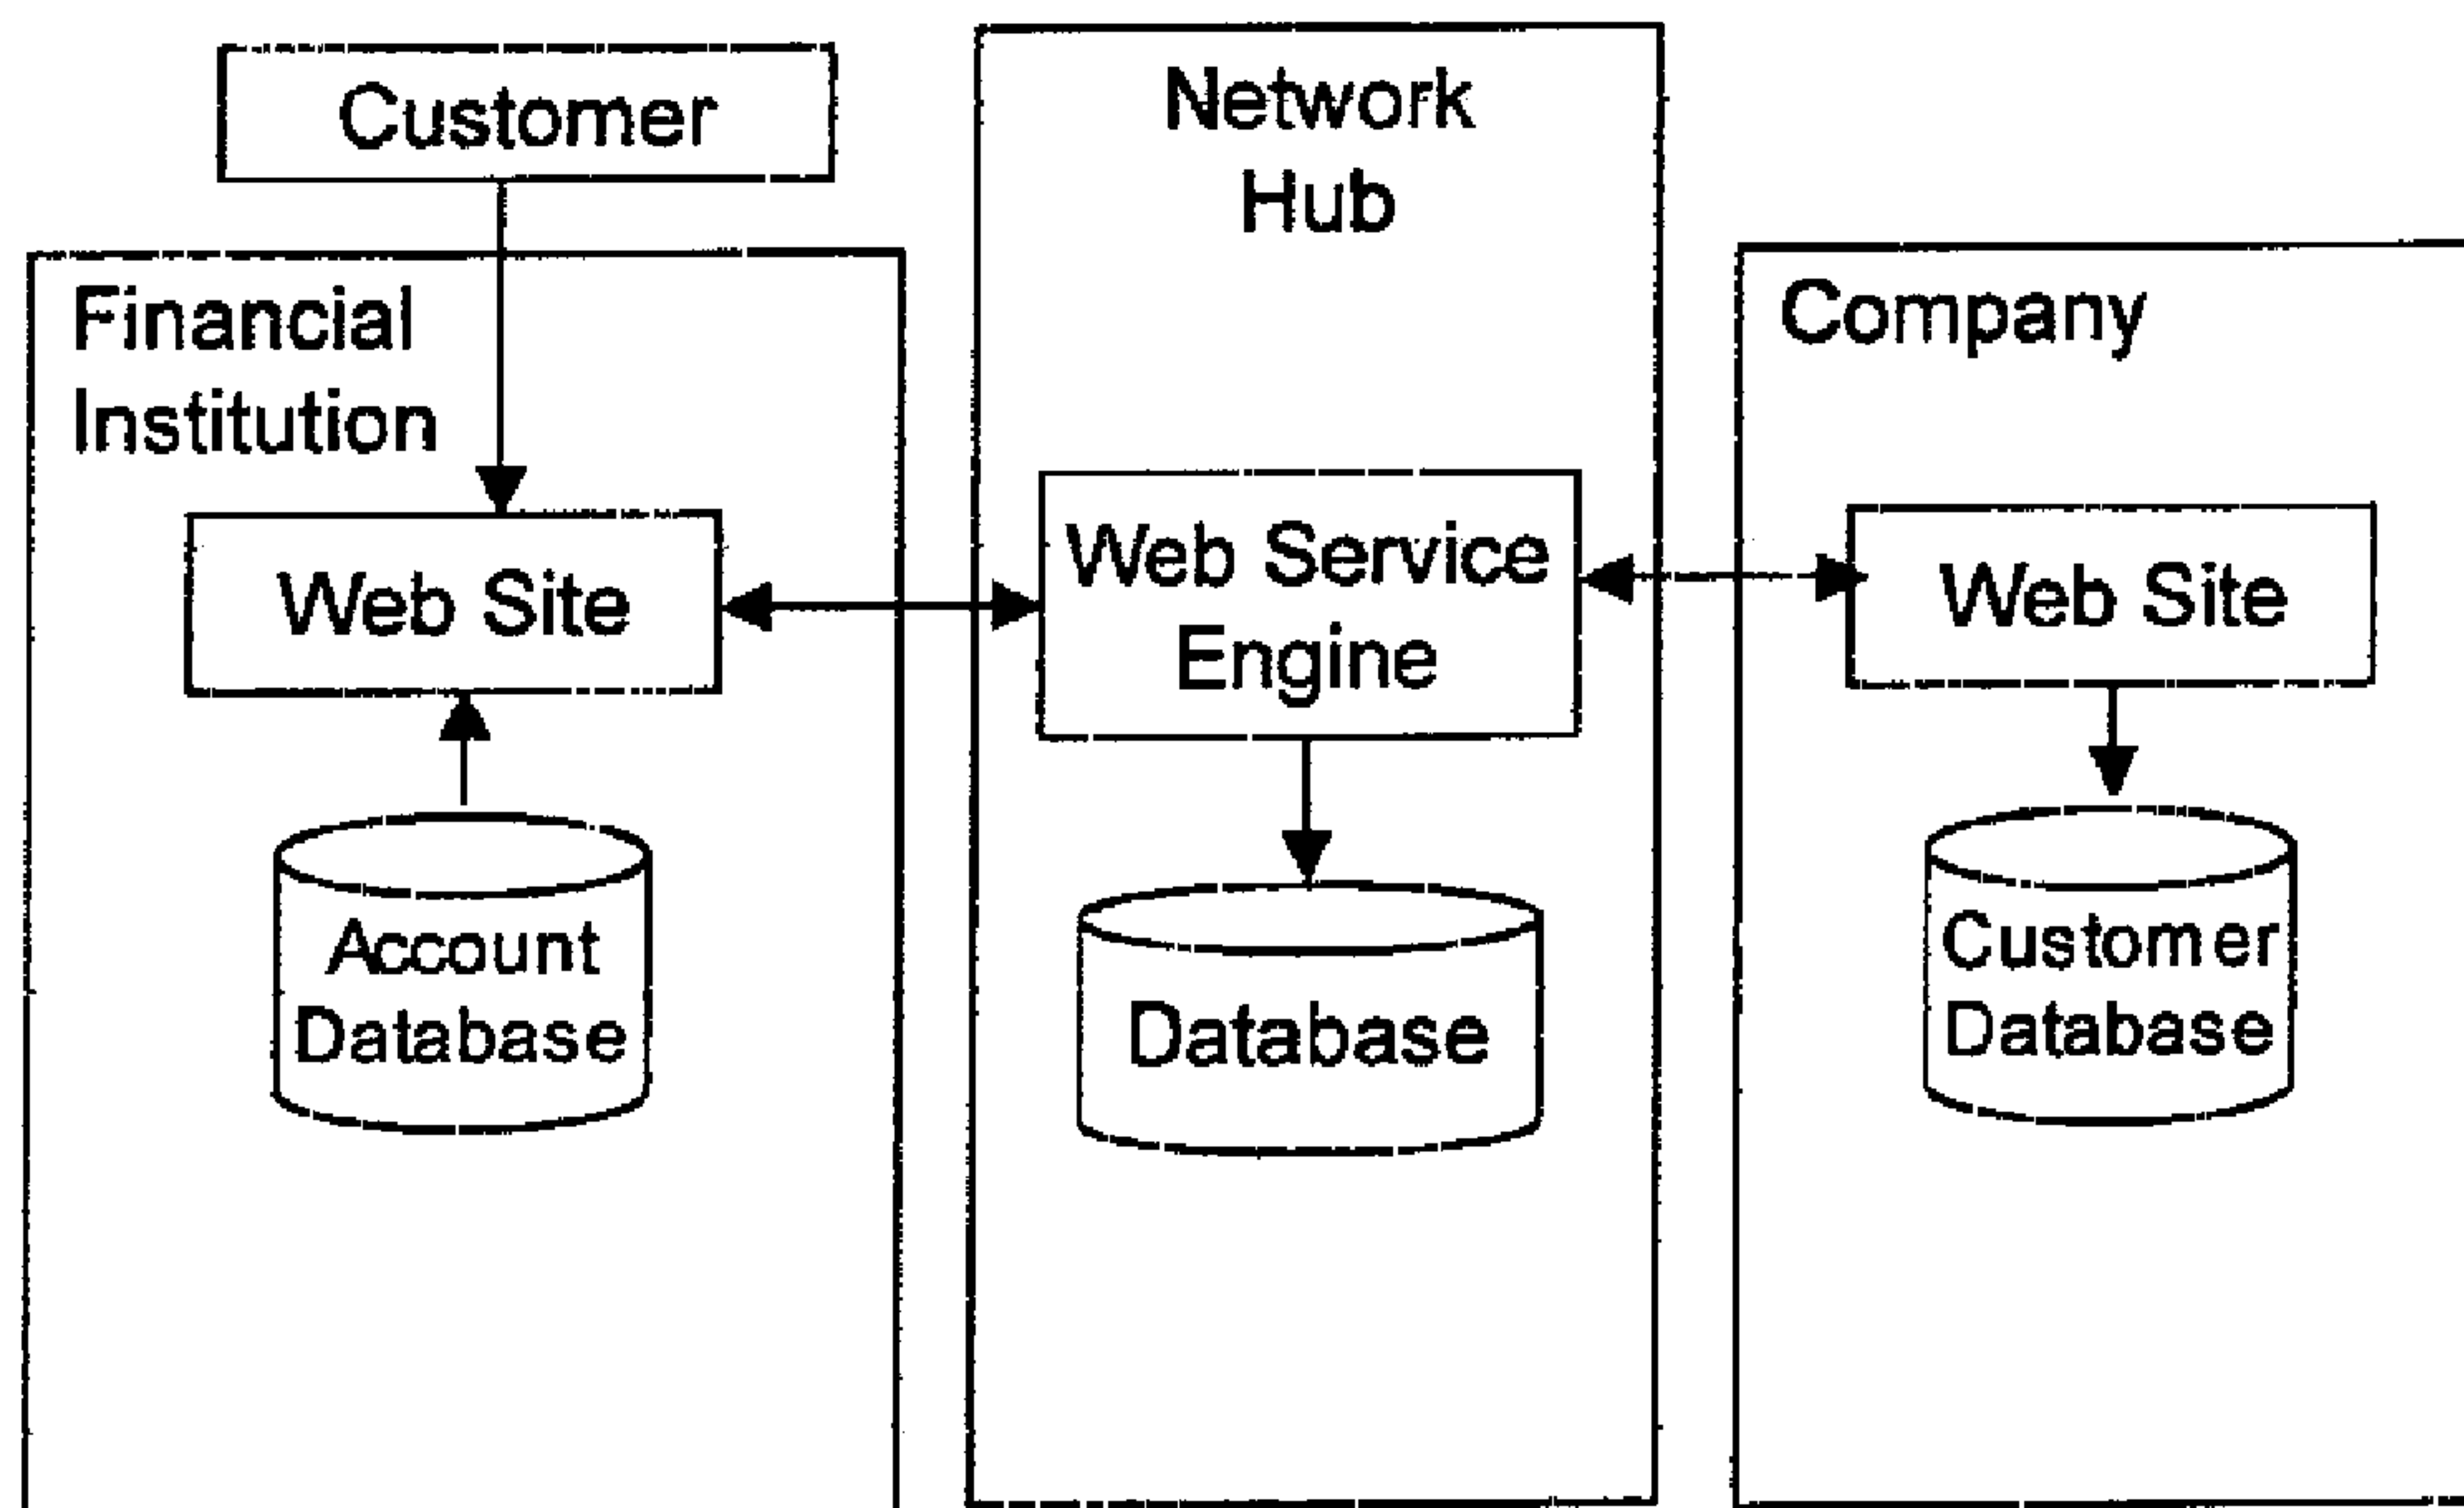 Customer
Financial
Institution
Web Site
Account
Database
Network
Hub
Web Service
Engine
Database
Company
Web Site
Customer
Database